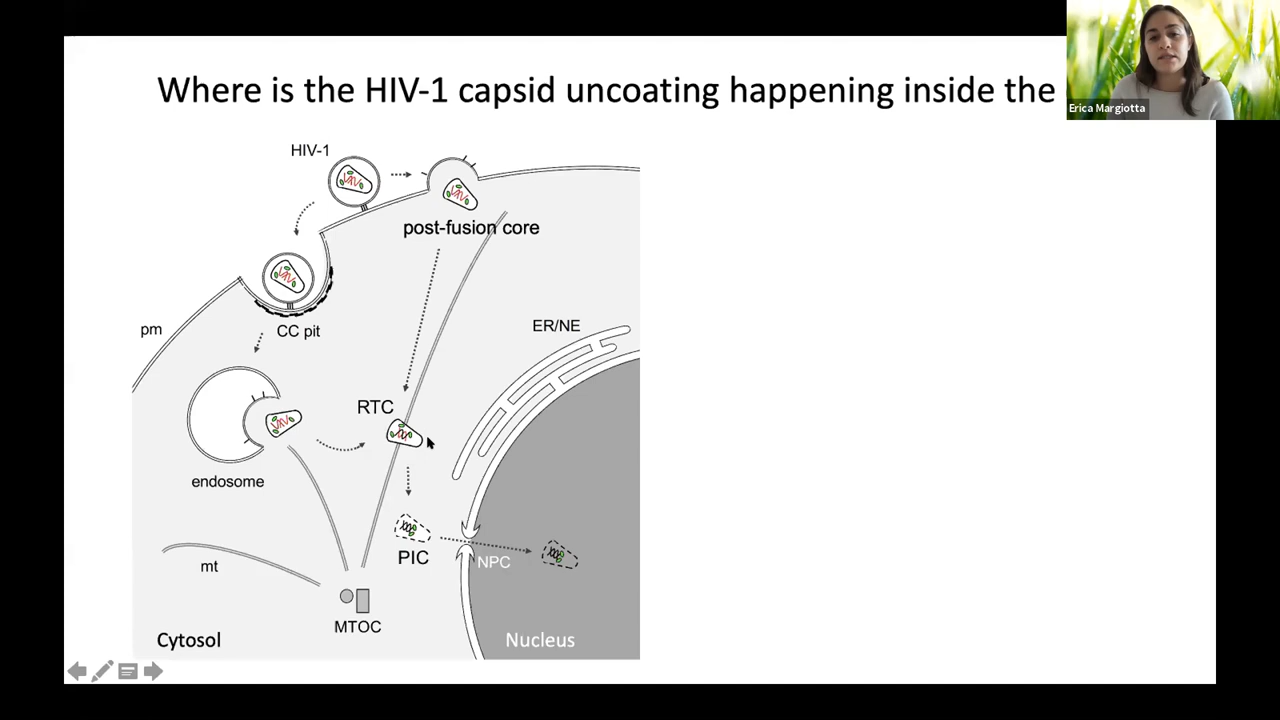 Where is the HIV-1 capsid uncoating happening inside the
Erica Margiotta
HIV-1
post-fusion core
pm
CC pit
ER/NE
RTC
endosome
PIC
NPC
mt
MTOC
Cytosol
Nucleus